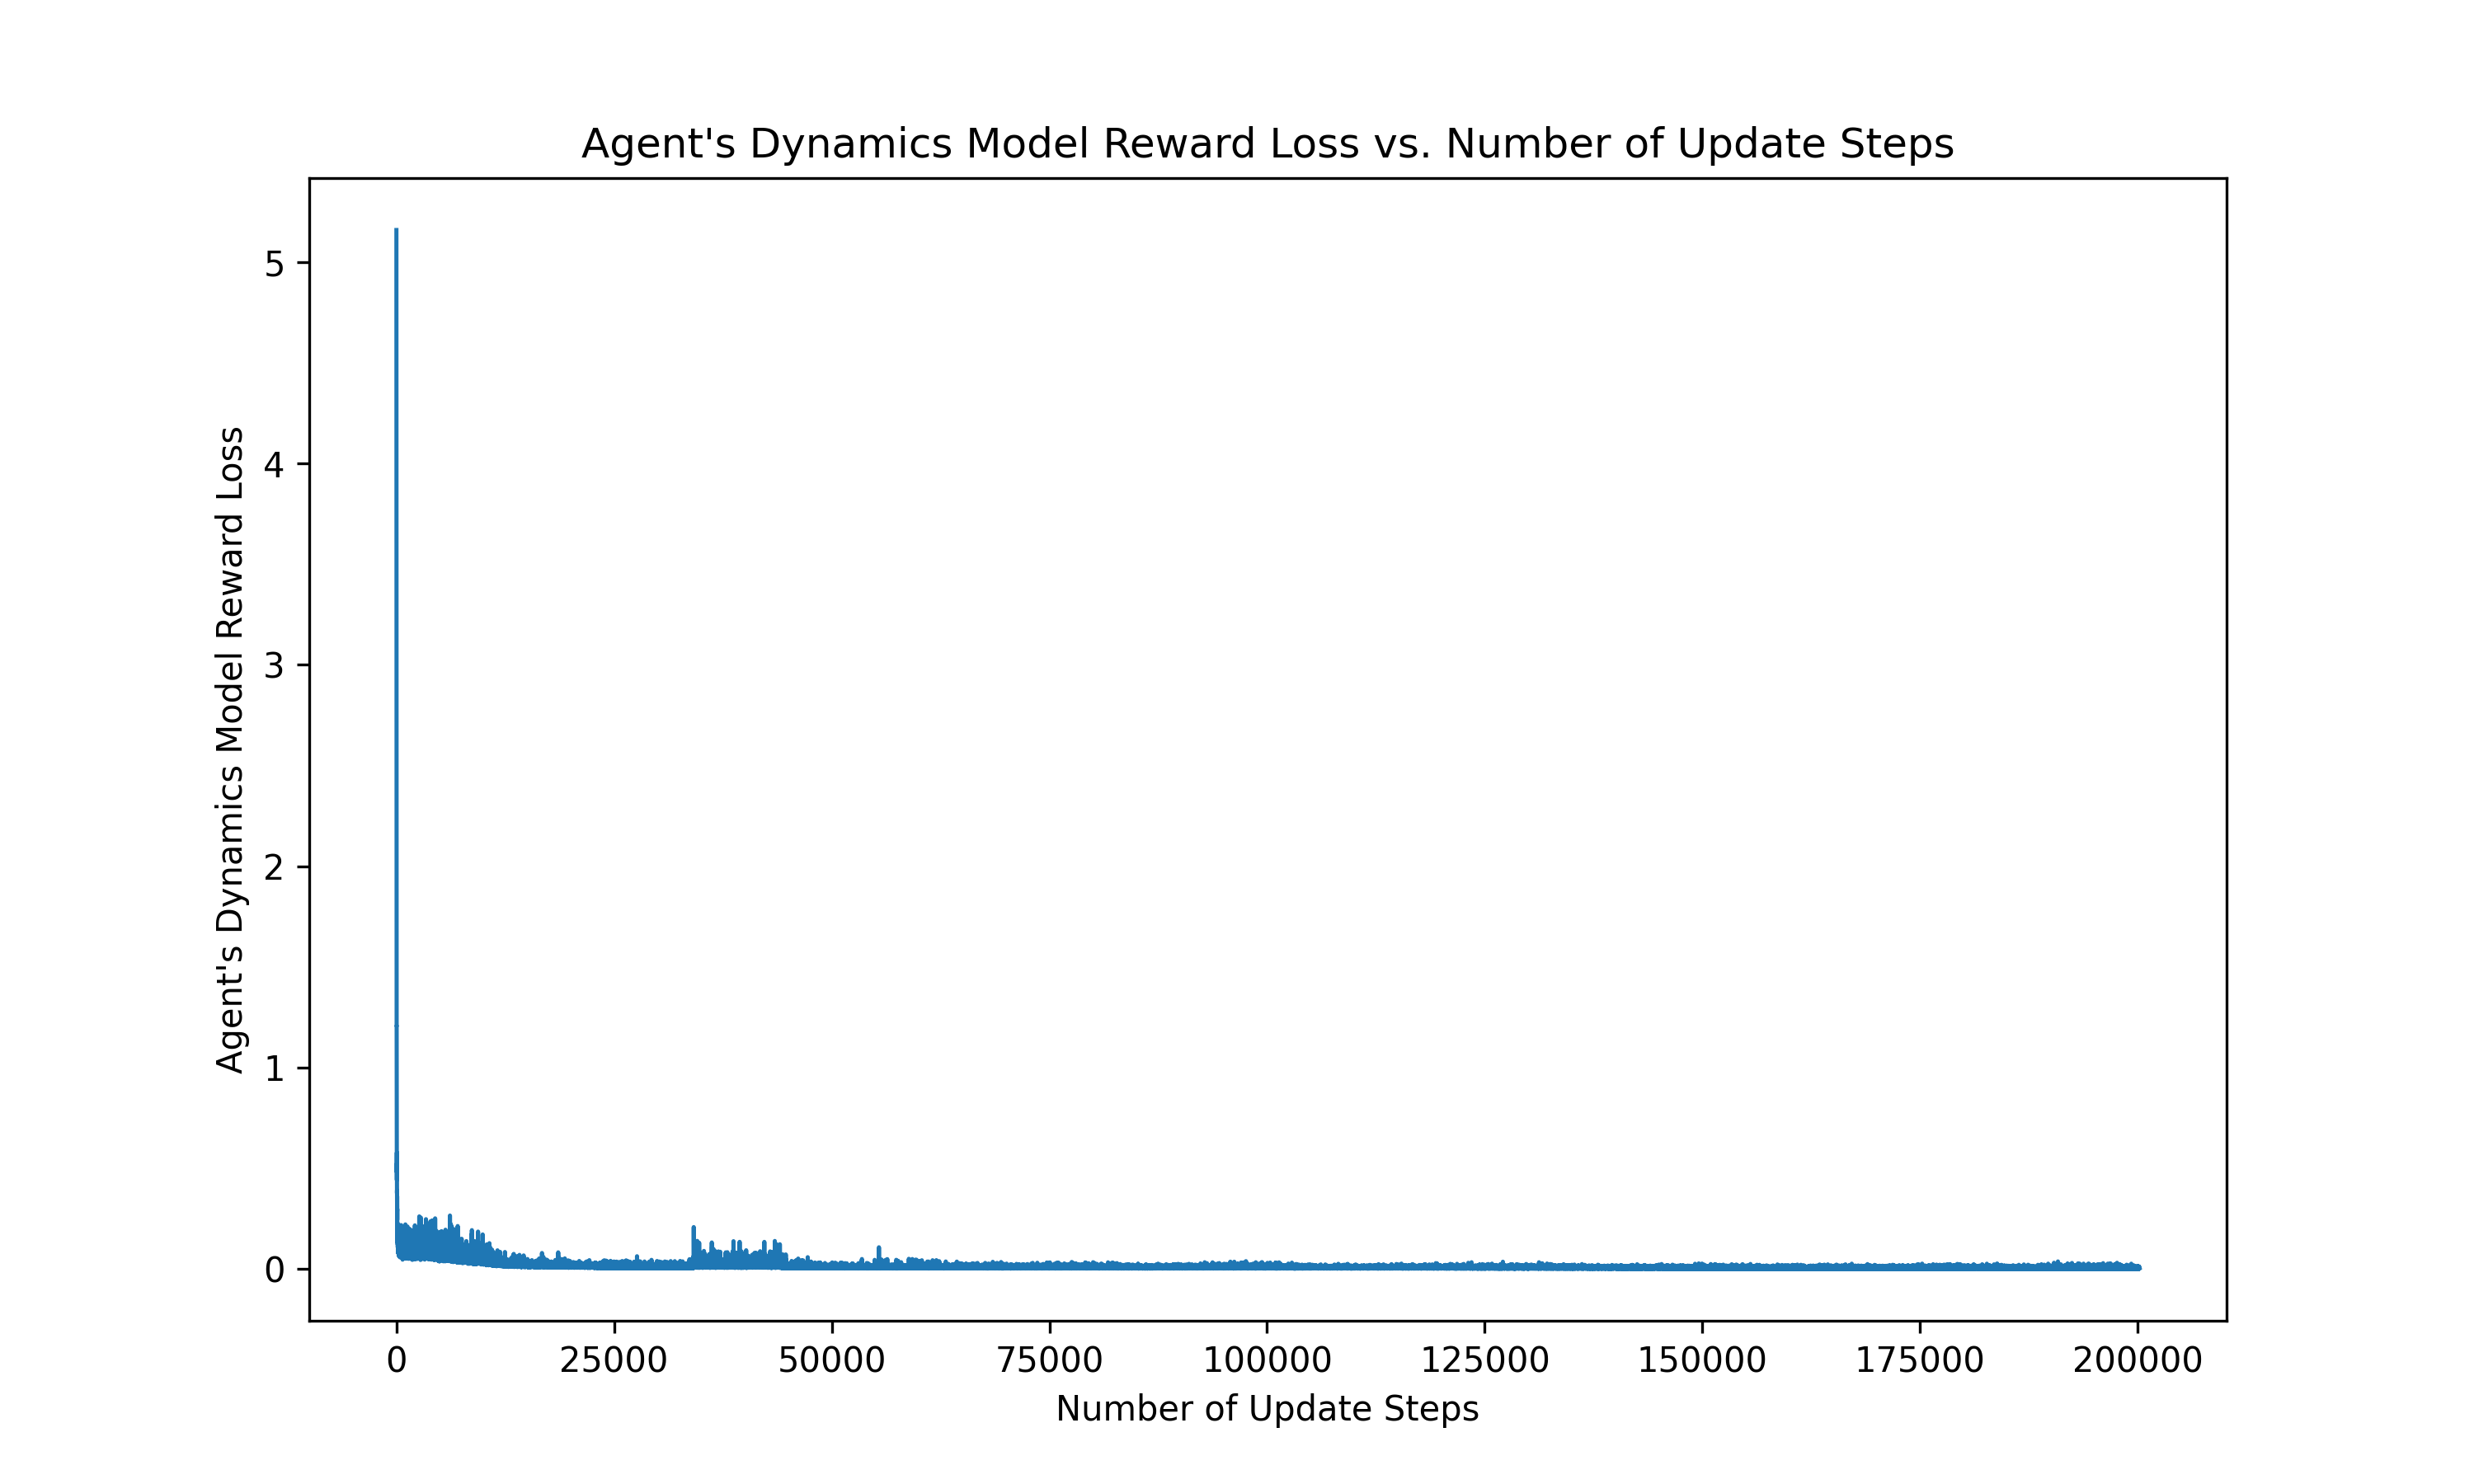 Agent's Dynamics Model Reward Loss vs. Number of Update Steps
Agent's Dynamics Model Reward Loss
5
4
3
2
1
0
0 25000 50000 75000 100000 125000 150000 175000 200000
Number of Update Steps